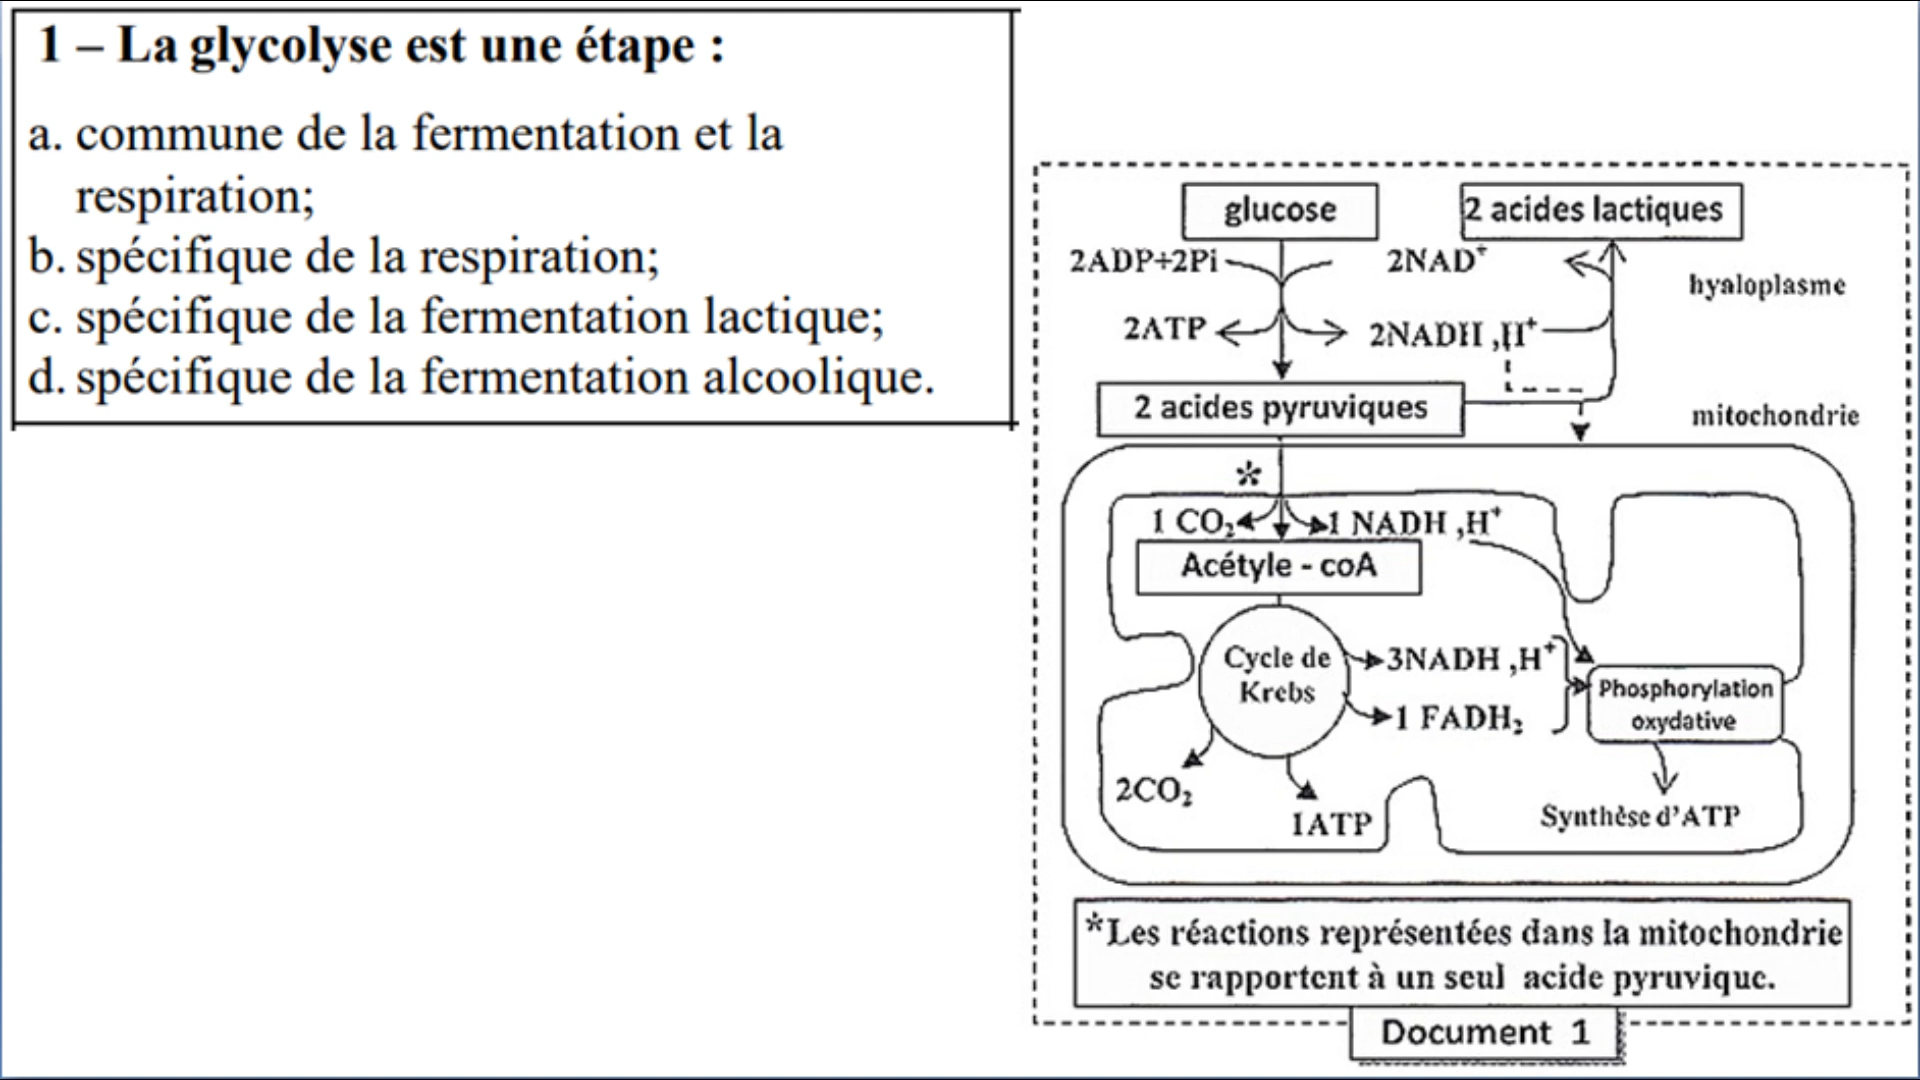 1 – La glycolyse est une étape :
a. commune de la fermentation et la
respiration;
b. spécifique de la respiration;
c. spécifique de la fermentation lactique;
d. spécifique de la fermentation alcoolique.
glucose
2 acides lactiques
2ADP+2Pi
2NAD⁺
hyaloplasme
2ATP
2NADH ,H⁺
2 acides pyruviques
mitochondrie
*
1 CO₂
1 NADH ,H⁺
Acétyle - coA
Cycle de
Krebs
3NADH ,H⁺
1 FADH₂
Phosphorylation
oxydative
2CO₂
1ATP
Synthèse d'ATP
*Les réactions représentées dans la mitochondrie
se rapportent à un seul acide pyruvique.
Document 1